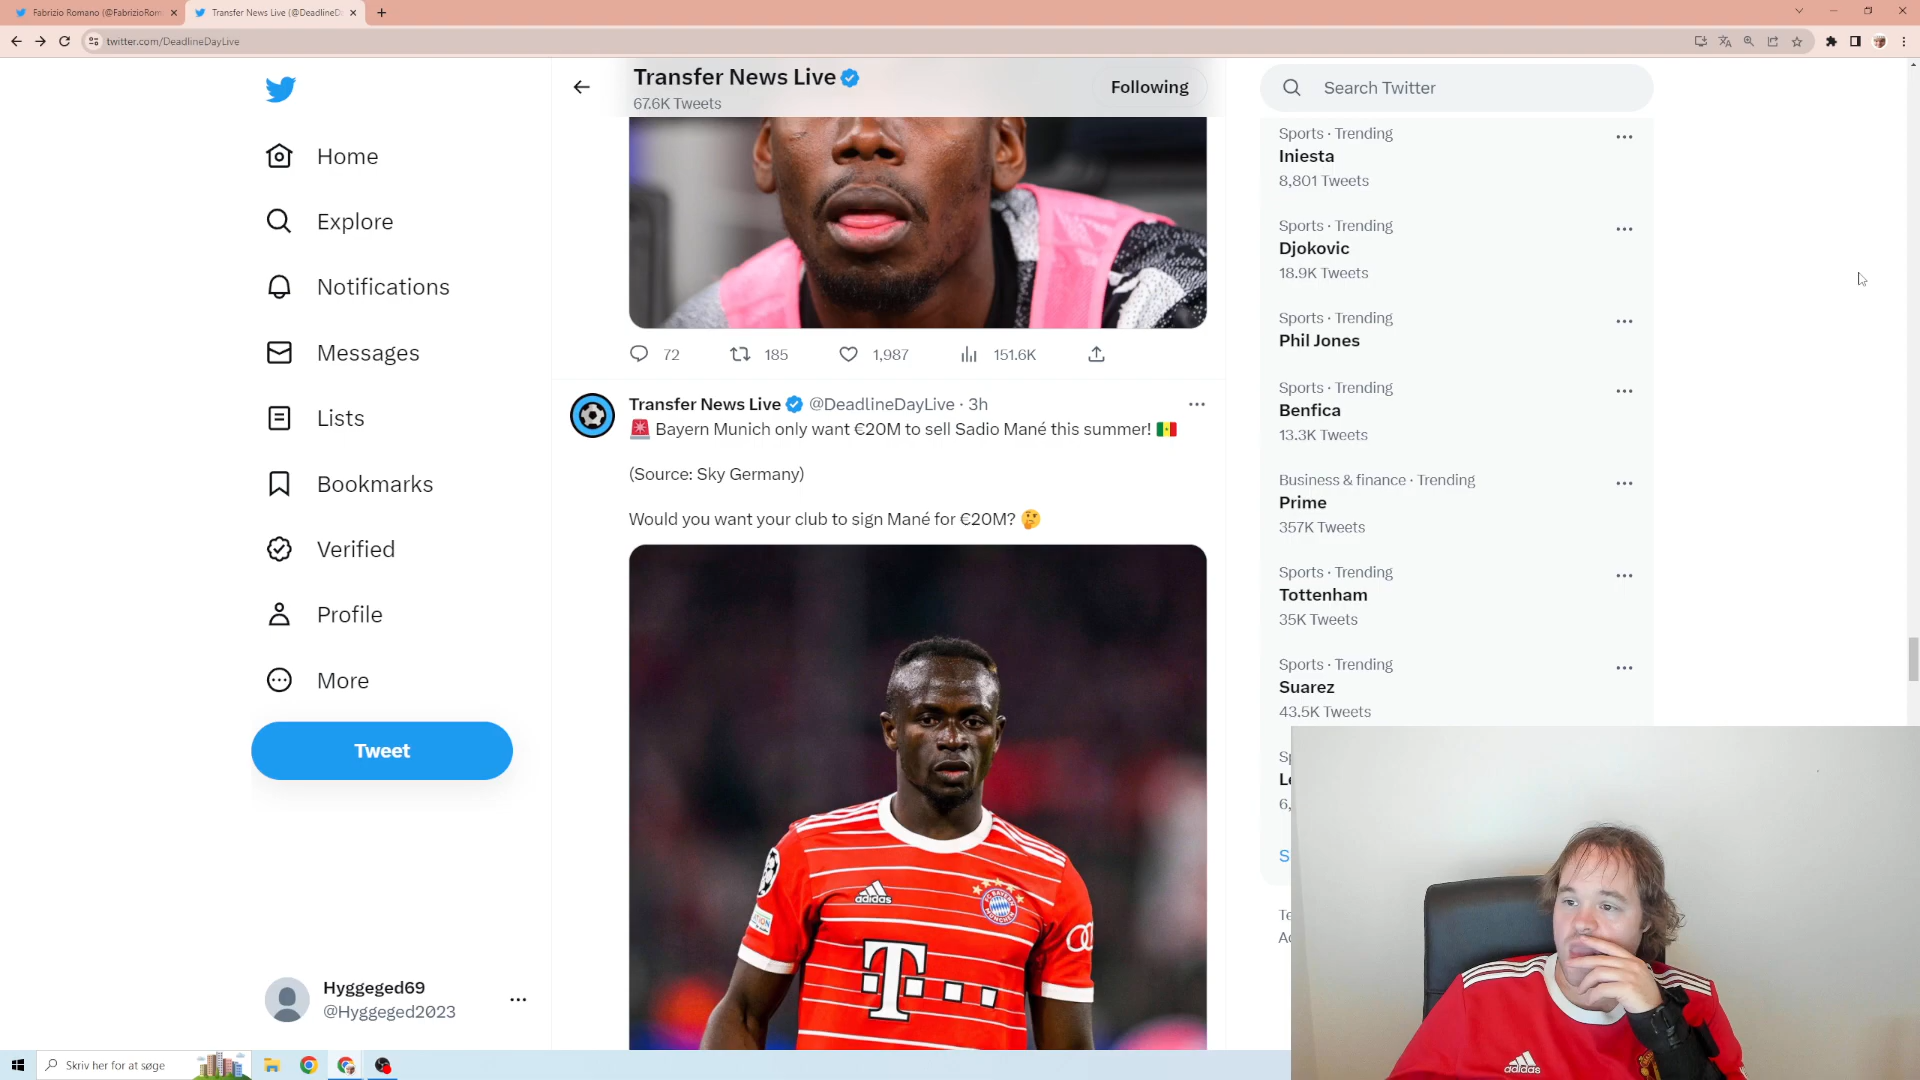 Fabrizio Romano (@FabrizioRom
Transfer News Live (@DeadlineDa
twitter.com/DeadlineDayLive
Home
Explore
Notifications
Messages
Lists
Bookmarks
Verified
Profile
More
Tweet
Hyggeged69
@Hyggeged2023
Transfer News Live
67.6K Tweets
Following
72
185
1,987
151.6K
Transfer News Live @DeadlineDayLive · 3h
🚨 Bayern Munich only want €20M to sell Sadio Mané this summer! 🇸🇳
(Source: Sky Germany)
Would you want your club to sign Mané for €20M? 🤔
adidas
T
Search Twitter
Sports · Trending
Iniesta
8,801 Tweets
Sports · Trending
Djokovic
18.9K Tweets
Sports · Trending
Phil Jones
Sports · Trending
Benfica
13.3K Tweets
Business & finance · Trending
Prime
357K Tweets
Sports · Trending
Tottenham
35K Tweets
Sports · Trending
Suarez
43.5K Tweets
adidas
Skriv her for at søge